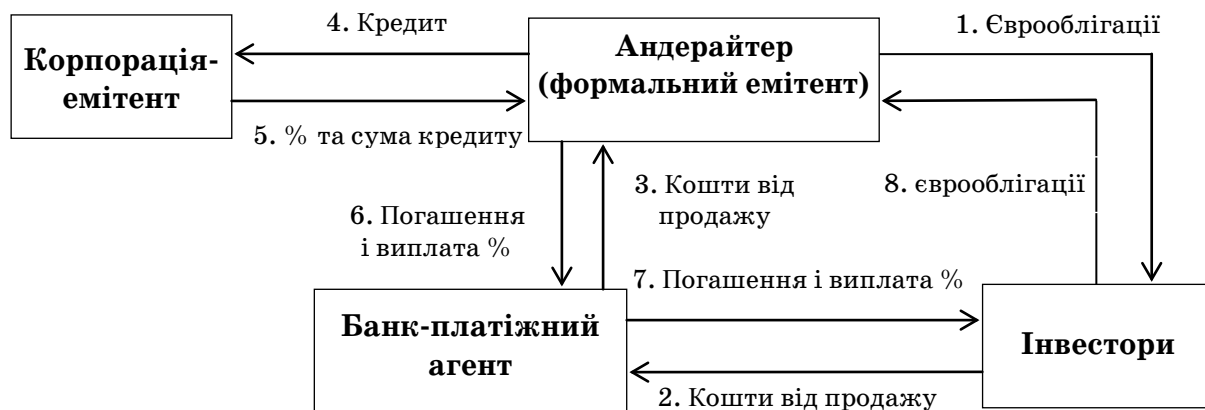 4. Кредит
1. Єврооблігації
Корпорація-
емітент
Андерайтер
(формальний емітент)
5. % та сума кредиту
3. Кошти від
продажу
8. єврооблігації
6. Погашення
і виплата %
7. Погашення і виплата %
Банк-платіжний
агент
Інвестори
2. Кошти від продажу